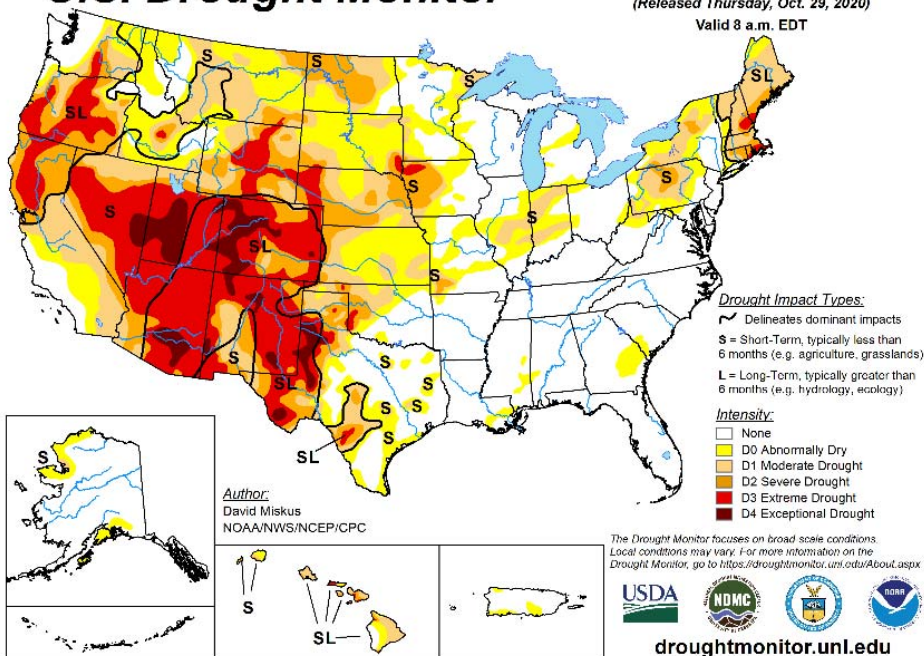 U.S. Drought Monitor
(Released Thursday, Oct. 29, 2020)
Valid 8 a.m. EDT
S
S
S
SL
SL
S
S
S
SL
S
S
SL
S
S
S
S
SL
Drought Impact Types:
Delineates dominant impacts
S = Short-Term, typically less than
6 months (e.g. agriculture, grasslands)
L = Long-Term, typically greater than
6 months (e.g. hydrology, ecology)
Intensity:
None
D0 Abnormally Dry
D1 Moderate Drought
D2 Severe Drought
D3 Extreme Drought
D4 Exceptional Drought
S
Author:
David Miskus
NOAA/NWS/NCEP/CPC
S
SL
The Drought Monitor focuses on broad scale conditions.
Local conditions may vary. For more information on the
Drought Monitor, go to https://droughtmonitor.unl.edu/About.aspx
USDA
NDMC
NOAA
droughtmonitor.unl.edu